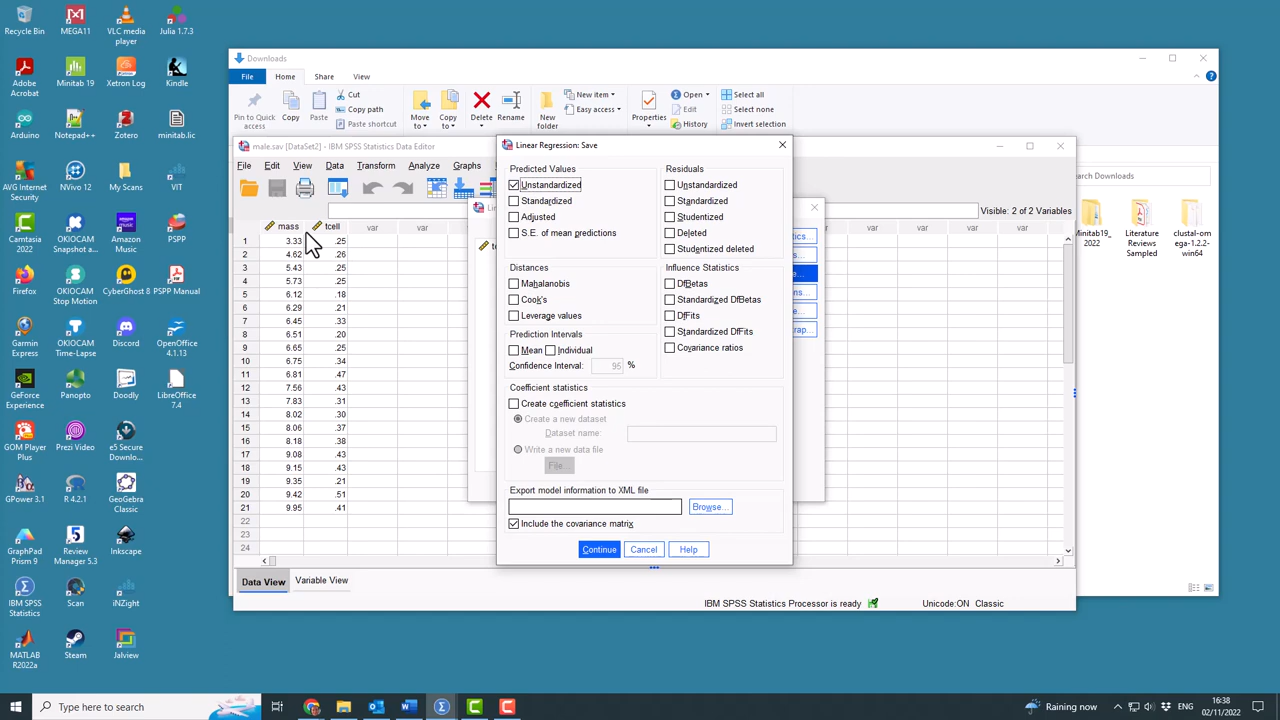 Recycle Bin
MEGA11
VLC media
player
Julia 1.7.3
Adobe
Acrobat
Minitab 19
Xetron Log
Kindle
Arduino
Notepad++
Zotero
minitab.lic
AVG Internet
Security
NVivo 12
My Scans
VIT
Camtasia
2022
OKIOCAM
Snapshot a...
Amazon
Music
PSPP
Firefox
OKIOCAM
Stop Motion
CyberGhost 8
PSPP Manual
Garmin
Express
OKIOCAM
Time-Lapse
Discord
OpenOffice
4.1.13
GeForce
Experience
Panopto
Doodly
LibreOffice
7.4
GOM Player
Plus
Prezi Video
e5 Secure
Downlo...
GPower 3.1
R 4.2.1
GeoGebra
Classic
GraphPad
Prism 9
Review
Manager 5.3
Inkscape
IBM SPSS
Statistics
Scan
iNZight
MATLAB
R2022a
Steam
Jalview
Downloads
File Home Share View
Pin to Quick
access
Copy
Paste
Cut
Copy path
Paste shortcut
Move
to
Copy
to
Delete
Rename
New
folder
New item
Easy access
Properties
Open
Edit
History
Select all
Select none
Invert selection
Search Downloads
Minitab19_
2022
Literature
Reviews
Sampled
clustal-om
ega-1.2.2-
win64
male.sav [DataSet2] - IBM SPSS Statistics Data Editor
File Edit View Data Transform Analyze Graphs
Visible: 2 of 2 Variables
mass tcell var var var var var var var
1 3.33 .25
2 4.62 .26
3 5.43 .25
4 5.73 .25
5 6.12 .18
6 6.29 .21
7 6.45 .33
8 6.51 .20
9 6.65 .25
10 6.75 .34
11 6.81 .47
12 7.56 .43
13 7.83 .31
14 8.02 .30
15 8.06 .37
16 8.18 .38
17 9.08 .43
18 9.15 .43
19 9.35 .21
20 9.42 .51
21 9.95 .41
22
23
24
Data View Variable View
IBM SPSS Statistics Processor is ready
Unicode:ON Classic
Linear Regression: Save
Predicted Values
Unstandardized
Standardized
Adjusted
S.E. of mean predictions
Residuals
Unstandardized
Standardized
Studentized
Deleted
Studentized deleted
Distances
Mahalanobis
Cook's
Leverage values
Influence Statistics
DfBetas
Standardized DfBetas
DfFits
Standardized DfFits
Covariance ratios
Prediction Intervals
Mean Individual
Confidence Interval: 95 %
Coefficient statistics
Create coefficient statistics
Create a new dataset
Dataset name:
Write a new data file
File...
Export model information to XML file
Browse...
Include the covariance matrix
Continue Cancel Help
Type here to search
Raining now
ENG
16:38
02/11/2022